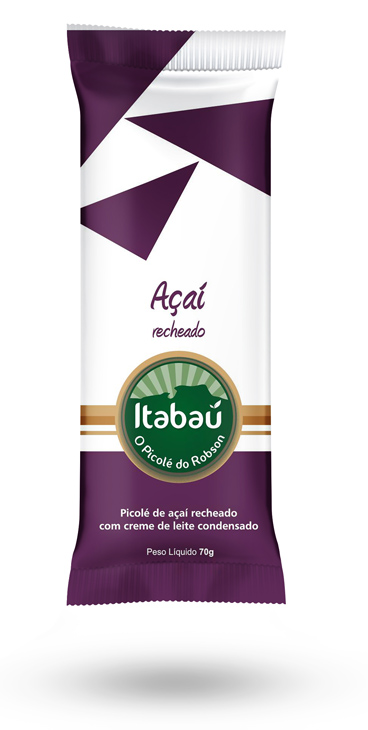 Açaí
recheado
Itabaú
O Picolé do Robson
Picolé de açaí recheado
com creme de leite condensado
Peso Líquido 70g